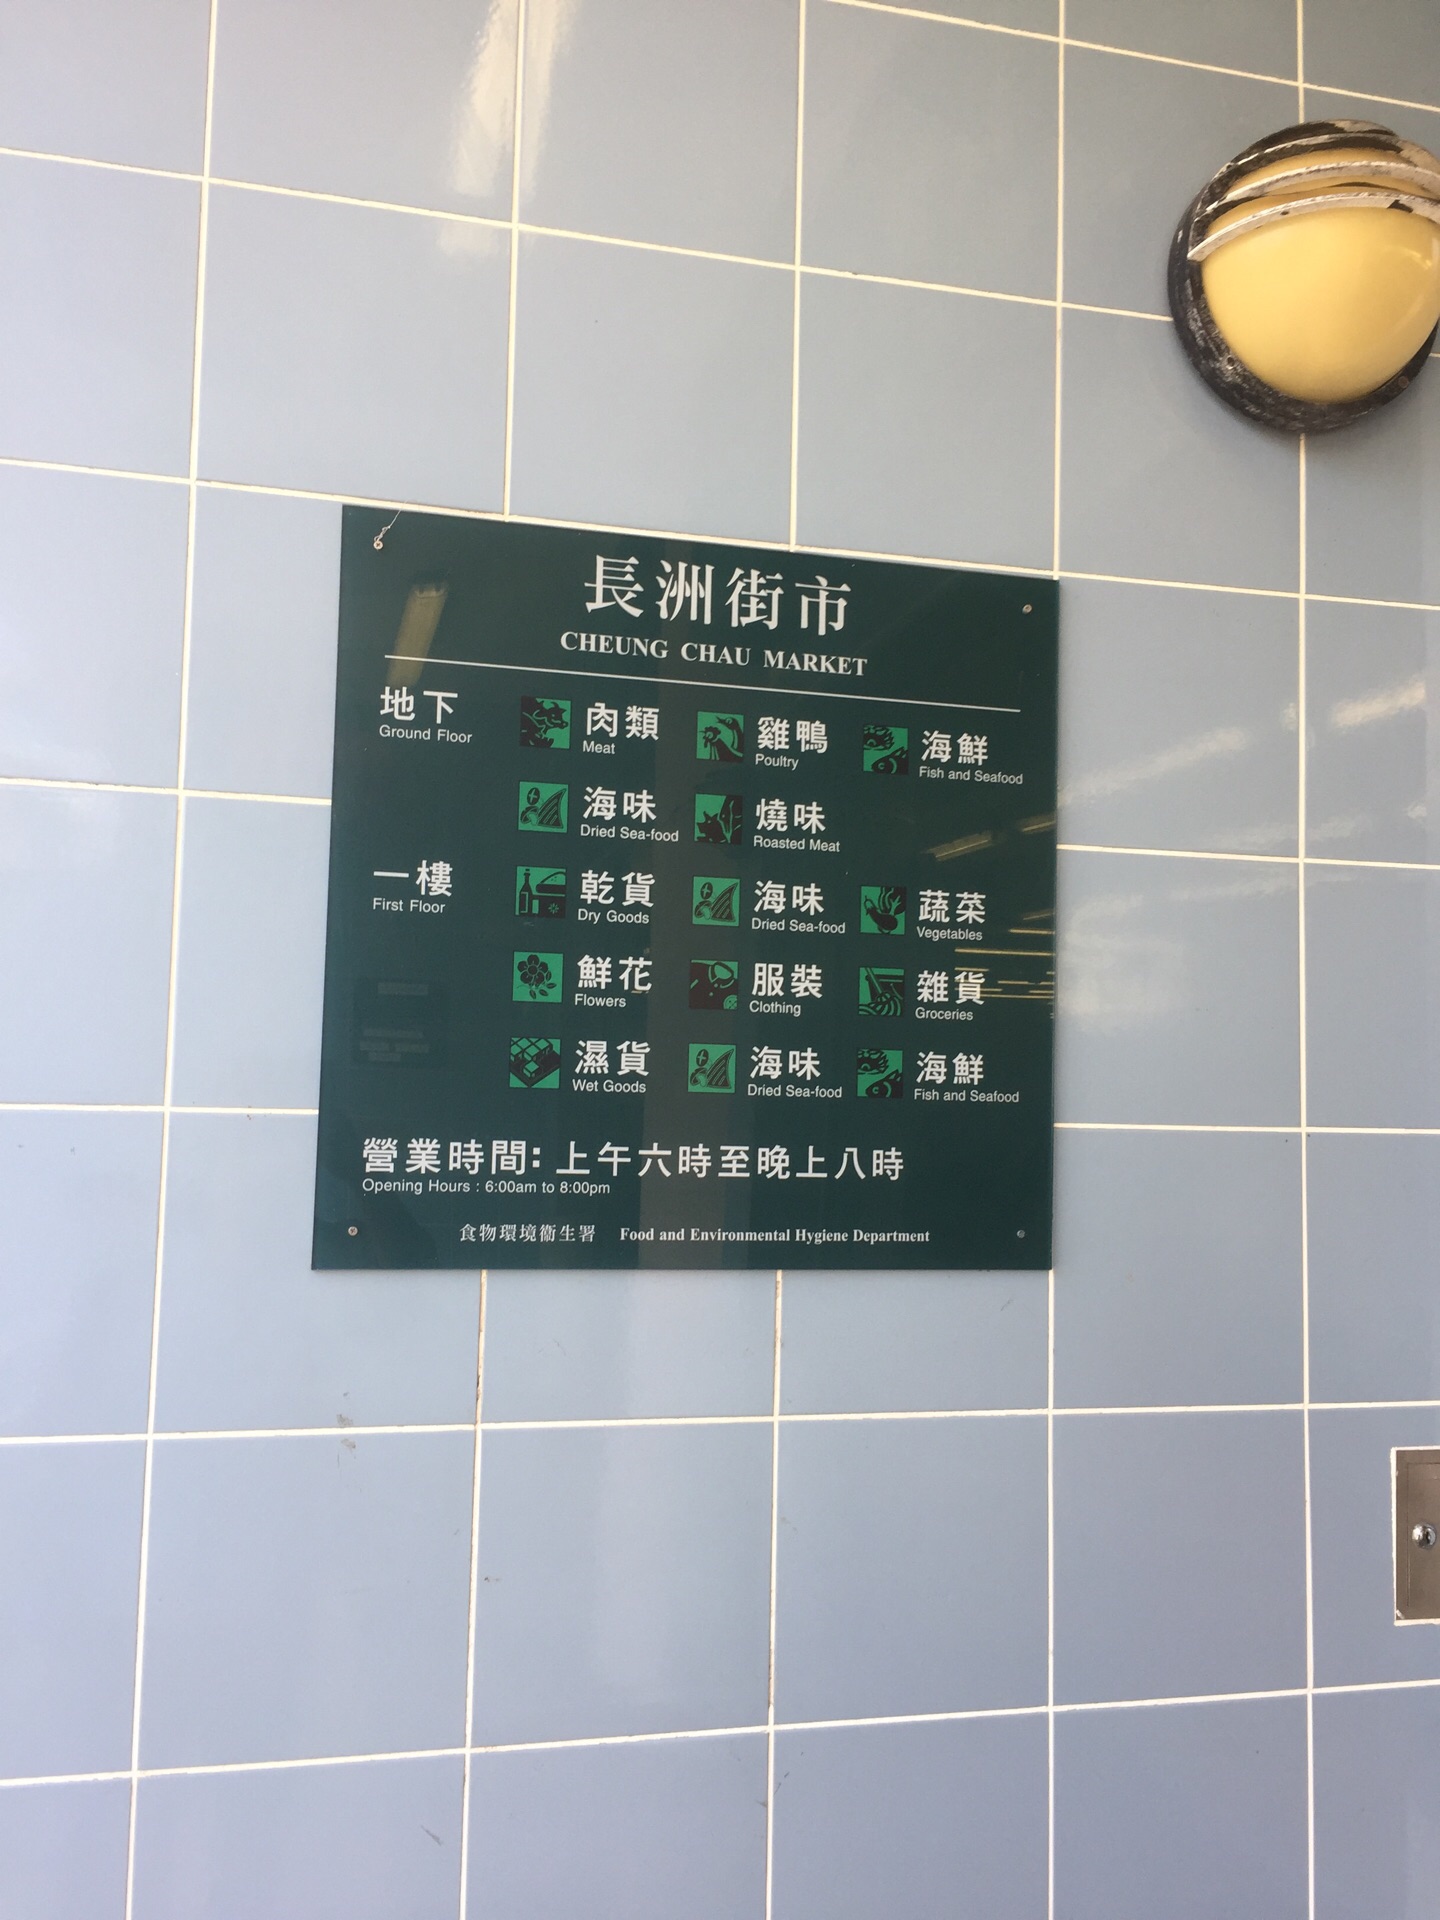 長洲街市
CHEUNG CHAU MARKET
地下 肉類 雞鴨 海鮮
Ground Floor Meat Poultry Fish and Seafood
海味 燒味
Dried Sea-food Roasted Meat
一樓 乾貨 海味 蔬菜
First Floor Dry Goods Dried Sea-food Vegetables
鮮花 服裝 雜貨
Flowers Clothing Groceries
濕貨 海味 海鮮
Wet Goods Dried Sea-food Fish and Seafood
營業時間：上午六時至晚上八時
Opening Hours : 6:00am to 8:00pm
食物環境衞生署 Food and Environmental Hygiene Department